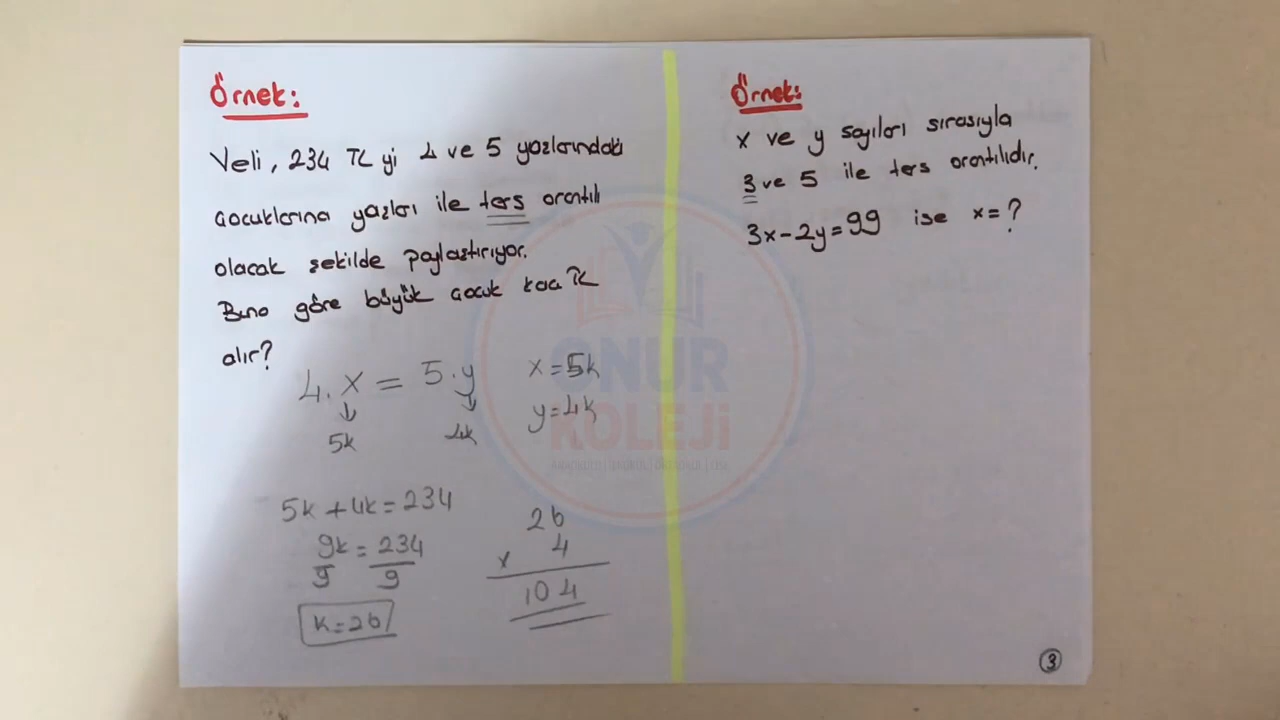 Örnek:
Veli, 234 TL yi 4 ve 5 yaşlarındaki
çocuklarına yaşları ile ters orantılı
olacak şekilde paylaştırıyor.
Buna göre büyük çocuk kaç TL
alır?
4.x = 5.y
5k 4k
x=5k
y=4k
5k+4k=234
9k = 234
9 9
k=26
26
x 4
104
Örnek:
x ve y sayıları sırasıyla
3 ve 5 ile ters orantılıdır.
3x-2y=99 ise x=?
ONUR
KOLEJİ
3